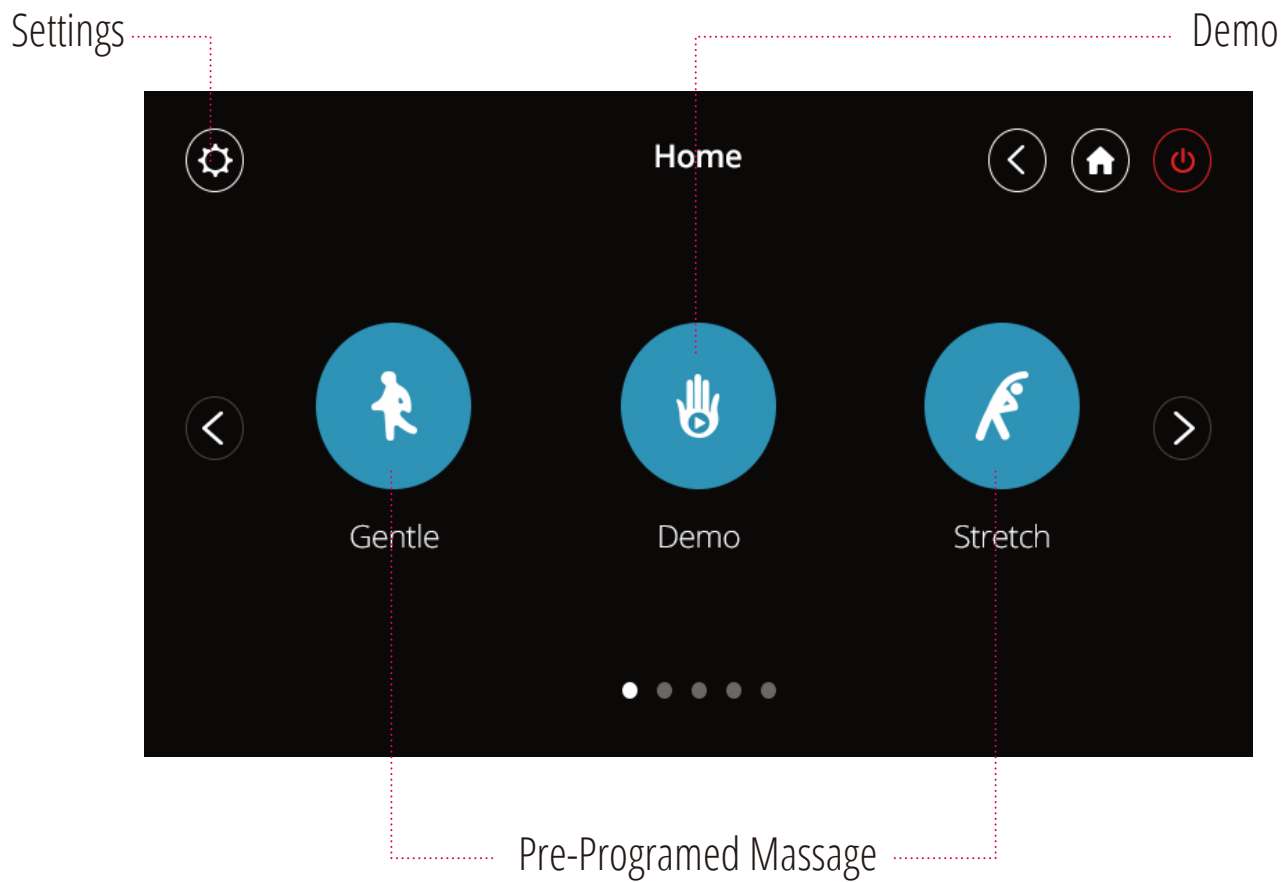 Settings
Demo
Home
Gentle
Demo
Stretch
Pre-Programed Massage